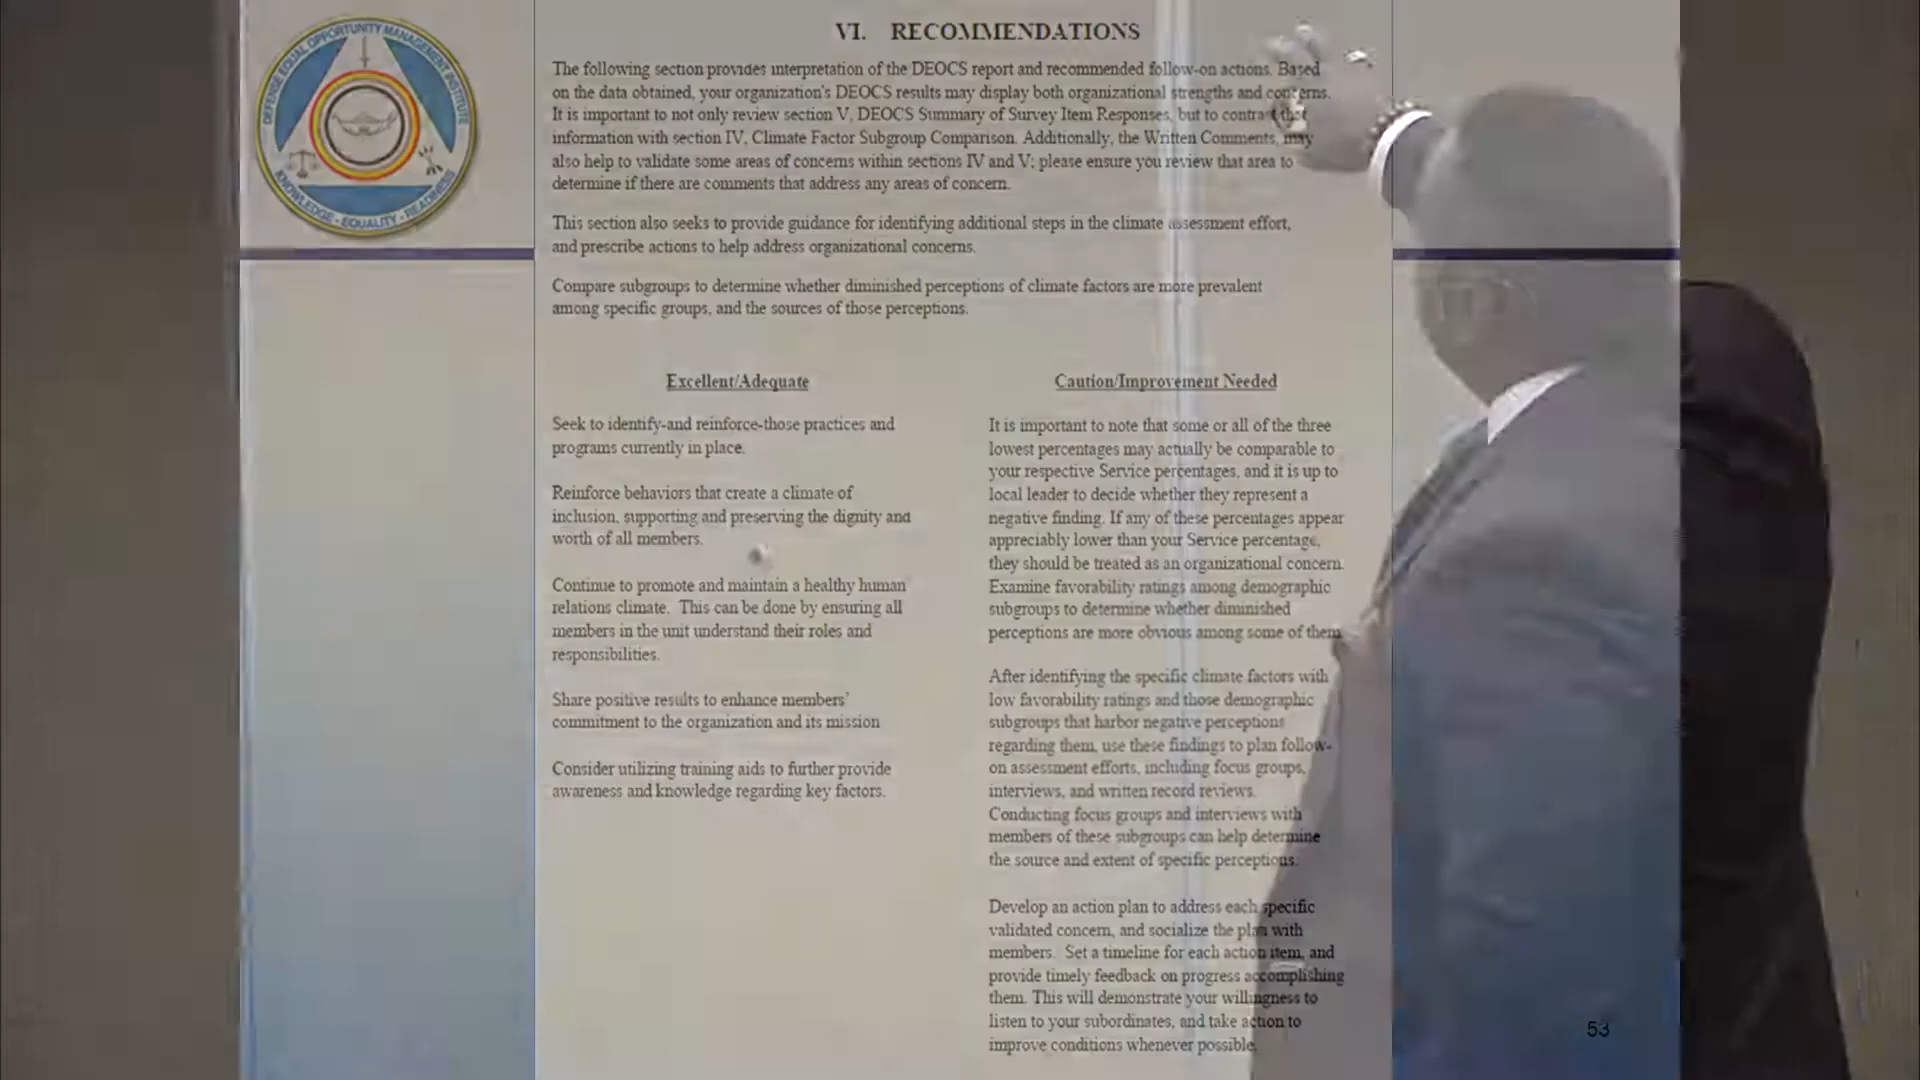 DEFENSE EQUAL OPPORTUNITY MANAGEMENT INSTITUTE
KNOWLEDGE - EQUALITY - READINESS
VI. RECOMMENDATIONS
The following section provides interpretation of the DEOCS report and recommended follow-on actions. Based
on the data obtained, your organization's DEOCS results may display both organizational strengths and concerns.
It is important to not only review section V, DEOCS Summary of Survey Item Responses, but to contrast that
information with section IV, Climate Factor Subgroup Comparison. Additionally, the Written Comments, may
also help to validate some areas of concerns within sections IV and V; please ensure you review that area to
determine if there are comments that address any areas of concern.
This section also seeks to provide guidance for identifying additional steps in the climate assessment effort,
and prescribe actions to help address organizational concerns.
Compare subgroups to determine whether diminished perceptions of climate factors are more prevalent
among specific groups, and the sources of those perceptions.
Excellent/Adequate
Seek to identify-and reinforce-those practices and
programs currently in place.
Reinforce behaviors that create a climate of
inclusion, supporting and preserving the dignity and
worth of all members.
Continue to promote and maintain a healthy human
relations climate. This can be done by ensuring all
members in the unit understand their roles and
responsibilities.
Share positive results to enhance members'
commitment to the organization and its mission
Consider utilizing training aids to further provide
awareness and knowledge regarding key factors.
Caution/Improvement Needed
It is important to note that some or all of the three
lowest percentages may actually be comparable to
your respective Service percentages, and it is up to
local leader to decide whether they represent a
negative finding. If any of these percentages appear
appreciably lower than your Service percentage,
they should be treated as an organizational concern.
Examine favorability ratings among demographic
subgroups to determine whether diminished
perceptions are more obvious among some of them.
After identifying the specific climate factors with
low favorability ratings and those demographic
subgroups that harbor negative perceptions
regarding them, use these findings to plan follow-
on assessment efforts, including focus groups,
interviews, and written record reviews.
Conducting focus groups and interviews with
members of these subgroups can help determine
the source and extent of specific perceptions.
Develop an action plan to address each specific
validated concern, and socialize the plan with
members. Set a timeline for each action item, and
provide timely feedback on progress accomplishing
them. This will demonstrate your willingness to
listen to your subordinates, and take action to
improve conditions whenever possible.
53